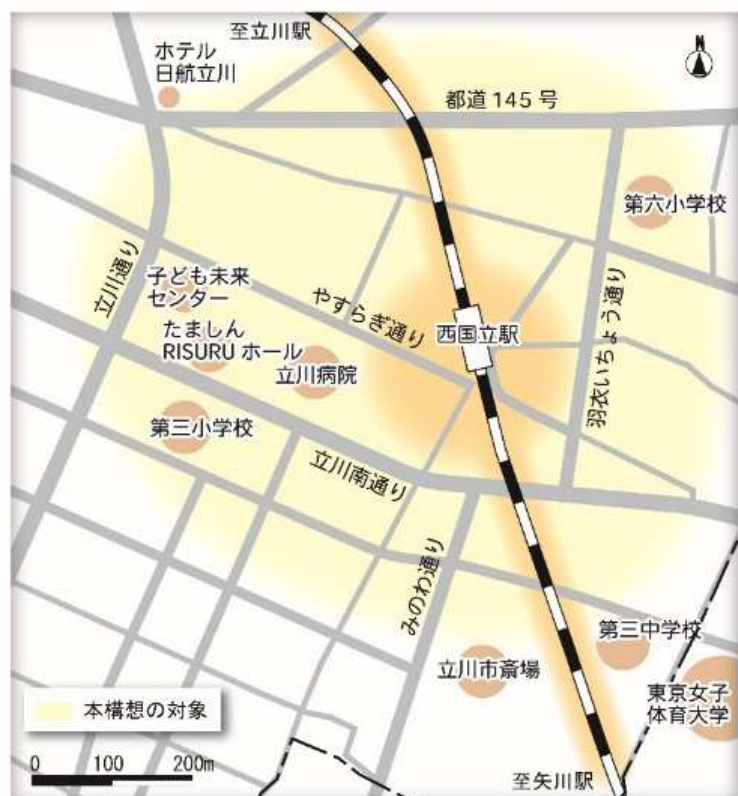 至立川駅
N
ホテル
日航立川
都道145号
第六小学校
立川通り
子ども未来
センター
やすらぎ通り
西国立駅
羽衣いちょう通り
たましん
RISURUホール
立川病院
第三小学校
立川南通り
みのわ通り
第三中学校
立川市斎場
東京女子
体育大学
本構想の対象
0 100 200m
至矢川駅